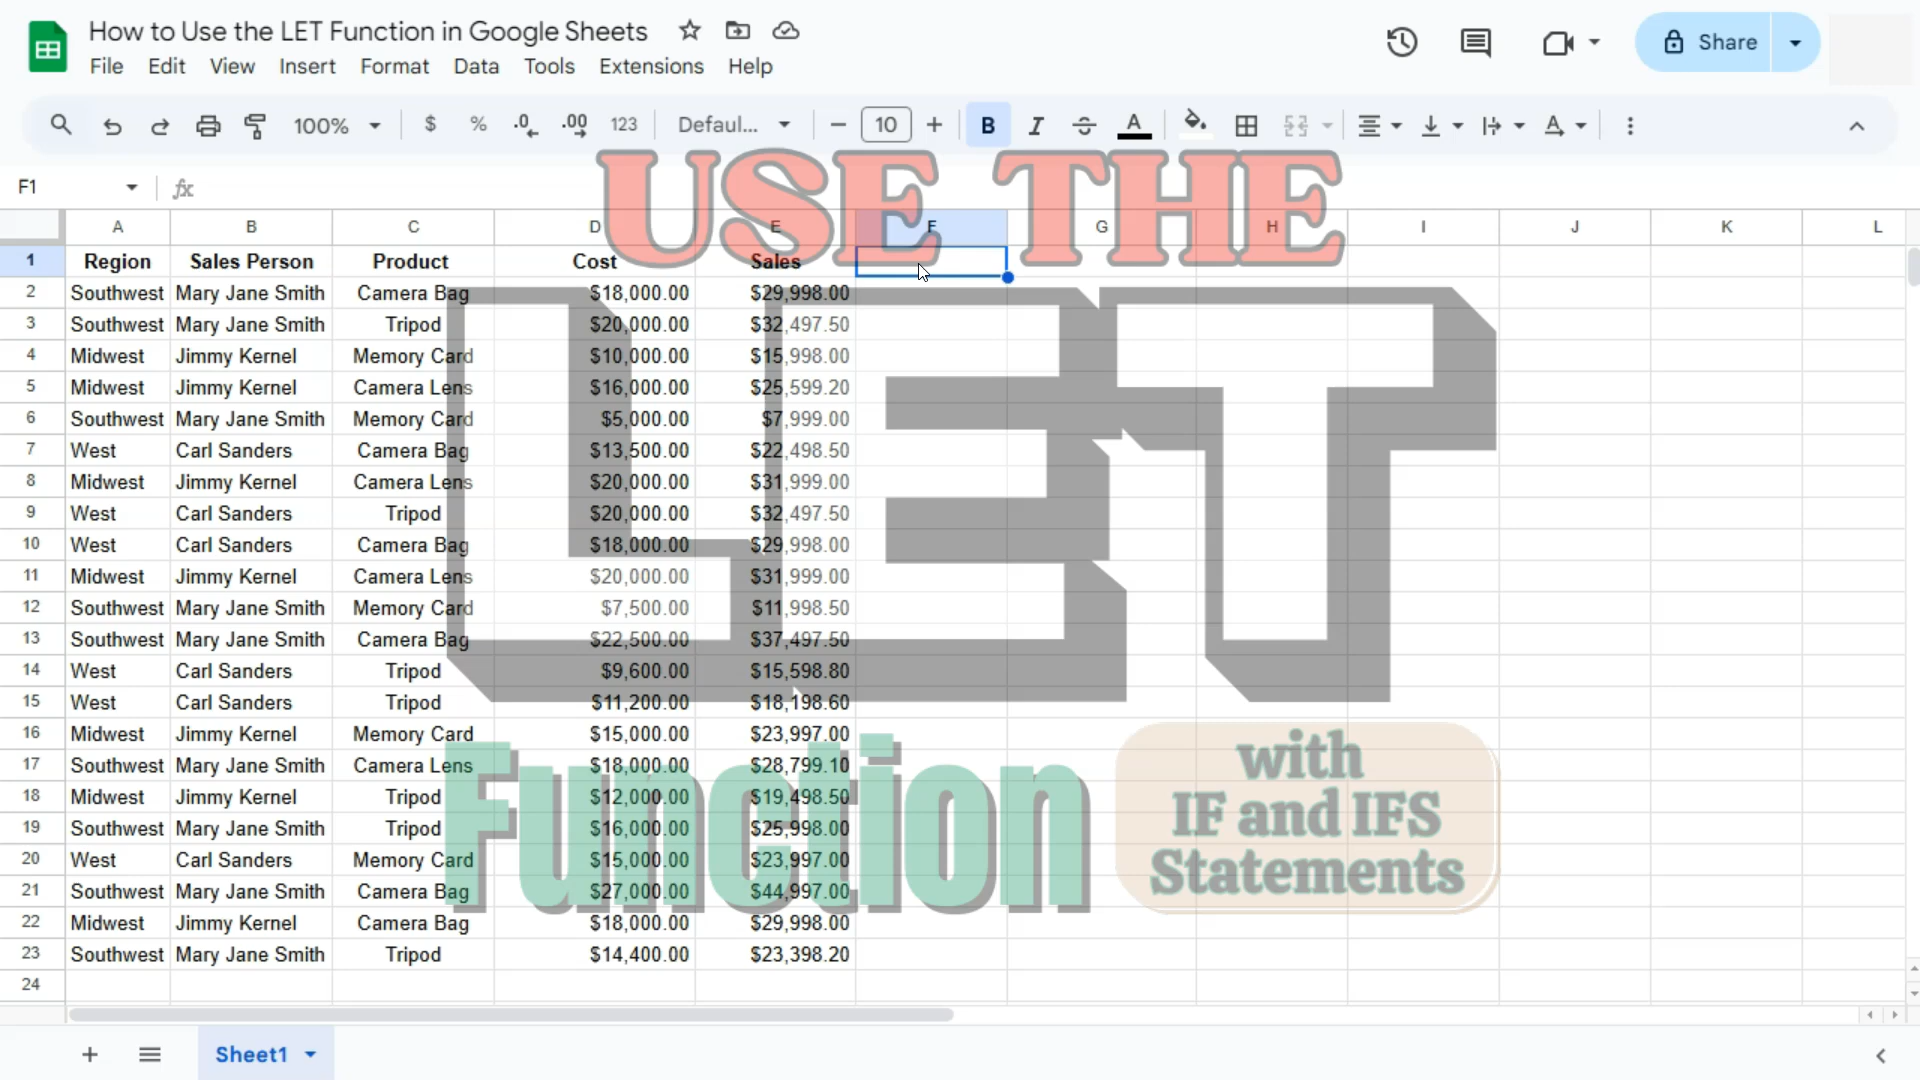 How to Use the LET Function in Google Sheets
File Edit View Insert Format Data Tools Extensions Help
Share
100% $ % .0 .00 123 Defaul... 10 B I A A
F1 fx
USE THE
A B C D E F G H I J K L
1 Region Sales Person Product Cost Sales
2 Southwest Mary Jane Smith Camera Bag $18,000.00 $29,998.00
3 Southwest Mary Jane Smith Tripod $20,000.00 $32,497.50
4 Midwest Jimmy Kernel Memory Card $10,000.00 $15,998.00
5 Midwest Jimmy Kernel Camera Lens $16,000.00 $25,599.20
6 Southwest Mary Jane Smith Memory Card $5,000.00 $7,999.00
7 West Carl Sanders Camera Bag $13,500.00 $22,498.50
8 Midwest Jimmy Kernel Camera Lens $20,000.00 $31,999.00
9 West Carl Sanders Tripod $20,000.00 $32,497.50
10 West Carl Sanders Camera Bag $18,000.00 $29,998.00
11 Midwest Jimmy Kernel Camera Lens $20,000.00 $31,999.00
12 Southwest Mary Jane Smith Memory Card $7,500.00 $11,998.50
13 Southwest Mary Jane Smith Camera Bag $22,500.00 $37,497.50
14 West Carl Sanders Tripod $9,600.00 $15,598.80
15 West Carl Sanders Tripod $11,200.00 $18,198.60
16 Midwest Jimmy Kernel Memory Card $15,000.00 $23,997.00
17 Southwest Mary Jane Smith Camera Lens $18,000.00 $28,799.10
18 Midwest Jimmy Kernel Tripod $12,000.00 $19,498.50
19 Southwest Mary Jane Smith Tripod $16,000.00 $25,998.00
20 West Carl Sanders Memory Card $15,000.00 $23,997.00
21 Southwest Mary Jane Smith Camera Bag $27,000.00 $44,997.00
22 Midwest Jimmy Kernel Camera Bag $18,000.00 $29,998.00
23 Southwest Mary Jane Smith Tripod $14,400.00 $23,398.20
24
LET
Function
with
IF and IFS
Statements
Sheet1